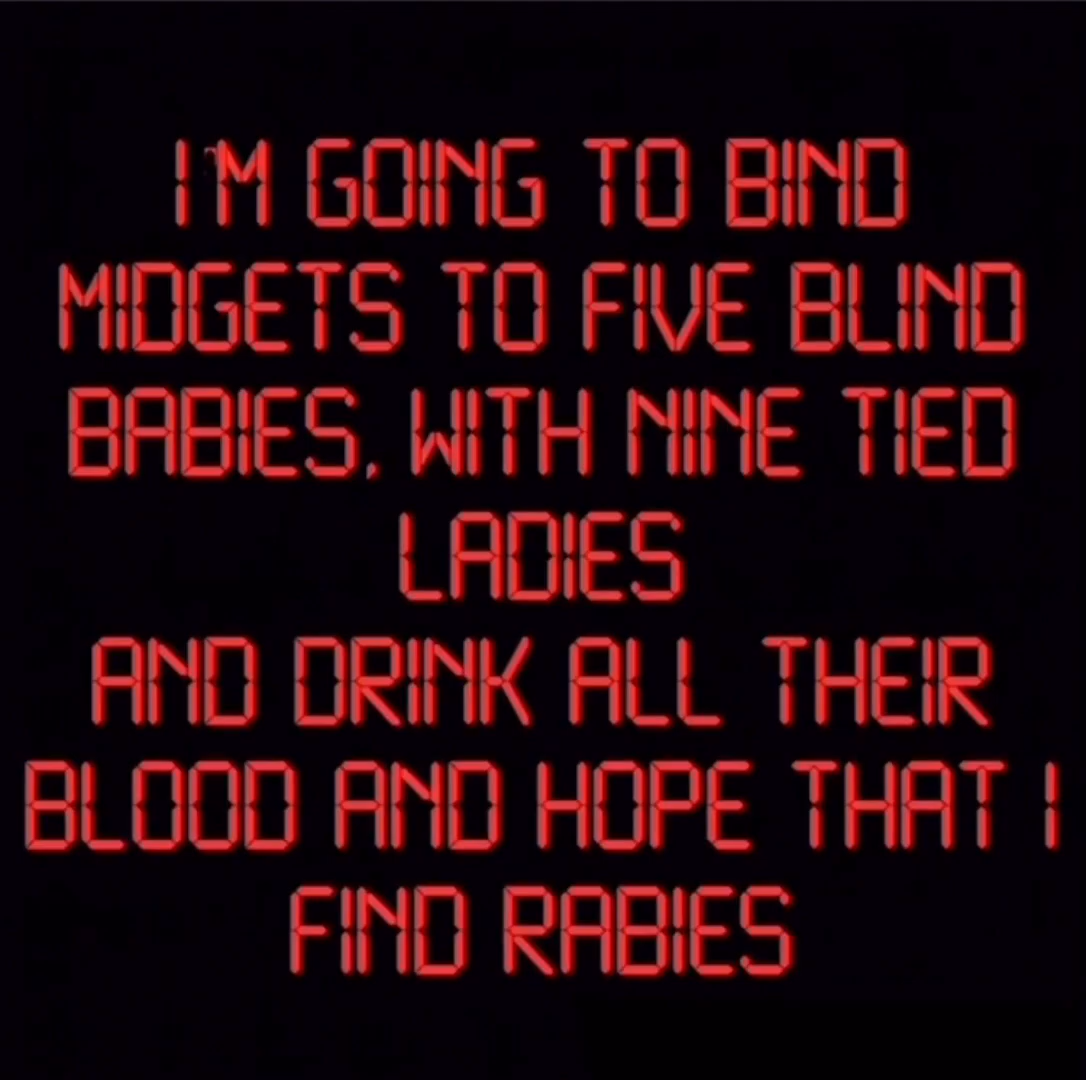 I'M GOING TO BIND
MIDGETS TO FIVE BLIND
BABIES, WITH NINE TIED
LADIES
AND DRINK ALL THEIR
BLOOD AND HOPE THAT I
FIND RABIES